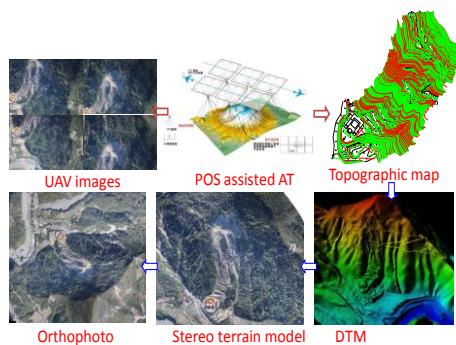 UAV images
POS assisted AT
Topographic map
Orthophoto
Stereo terrain model
DTM